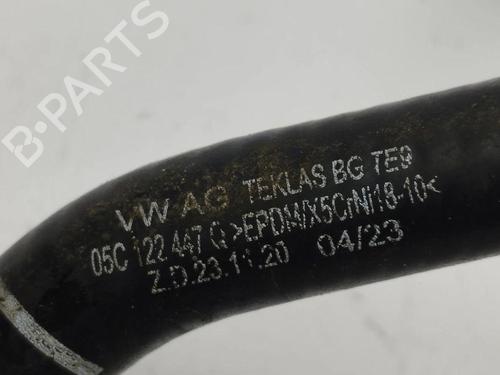 B-PARTS
VW AG TEKLAS BG TE9
05C 122 447 Q >EPDM/X5CrNi18-10<
Z.D.23.11.20 04/23